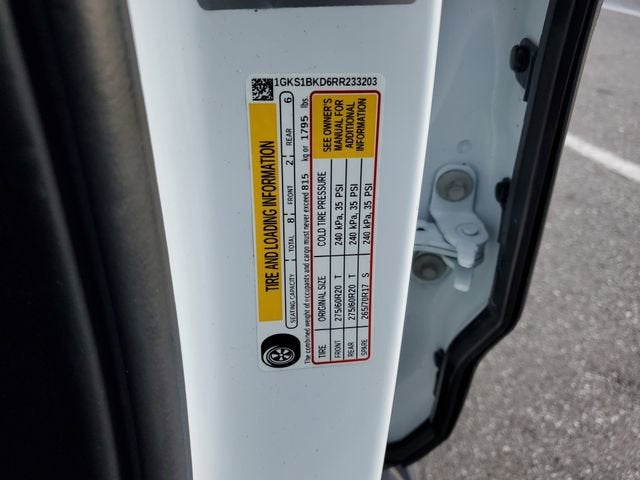 1GKS1BKD6RR233203
TIRE AND LOADING INFORMATION
SEATING CAPACITY TOTAL 8 FRONT 2 REAR 6
The combined weight of occupants and cargo must never exceed 815 kg or 1795 lbs.
TIRE ORIGINAL SIZE COLD TIRE PRESSURE
FRONT 275/60R20 T 240 kPa, 35 PSI
REAR 275/60R20 T 240 kPa, 35 PSI
SPARE 265/70R17 S 240 kPa, 35 PSI
SEE OWNER'S
MANUAL FOR
ADDITIONAL
INFORMATION